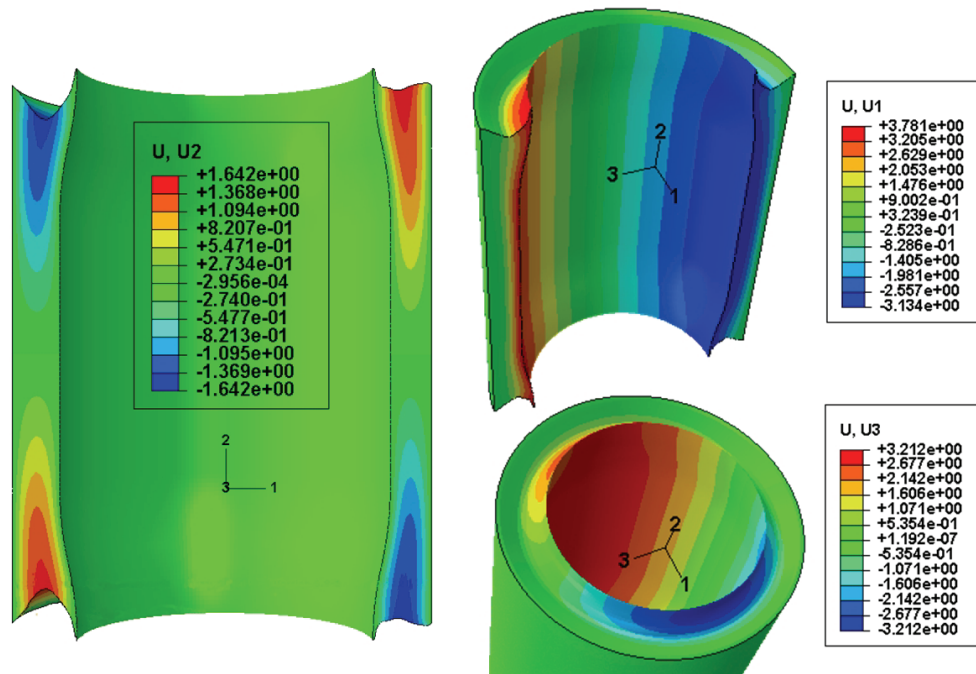 U, U2
+1.642e+00
+1.368e+00
+1.094e+00
+8.207e-01
+5.471e-01
+2.734e-01
-2.956e-04
-2.740e-01
-5.477e-01
-8.213e-01
-1.095e+00
-1.369e+00
-1.642e+00
2
3
1
2
3
1
U, U1
+3.781e+00
+3.205e+00
+2.629e+00
+2.053e+00
+1.476e+00
+9.002e-01
+3.239e-01
-2.523e-01
-8.286e-01
-1.405e+00
-1.981e+00
-2.557e+00
-3.134e+00
2
3
1
U, U3
+3.212e+00
+2.677e+00
+2.142e+00
+1.606e+00
+1.071e+00
+5.354e-01
+1.192e-07
-5.354e-01
-1.071e+00
-1.606e+00
-2.142e+00
-2.677e+00
-3.212e+00